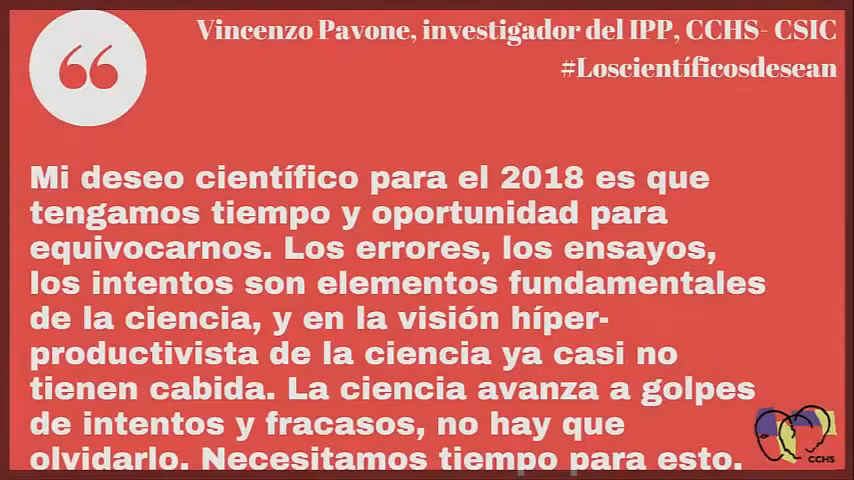 Vincenzo Pavone, investigador del IPP, CCHS- CSIC
#Loscientíficosdesean
Mi deseo científico para el 2018 es que
tengamos tiempo y oportunidad para
equivocarnos. Los errores, los ensayos,
los intentos son elementos fundamentales
de la ciencia, y en la visión híper-
productivista de la ciencia ya casi no
tienen cabida. La ciencia avanza a golpes
de intentos y fracasos, no hay que
olvidarlo. Necesitamos tiempo para esto.
CCHS